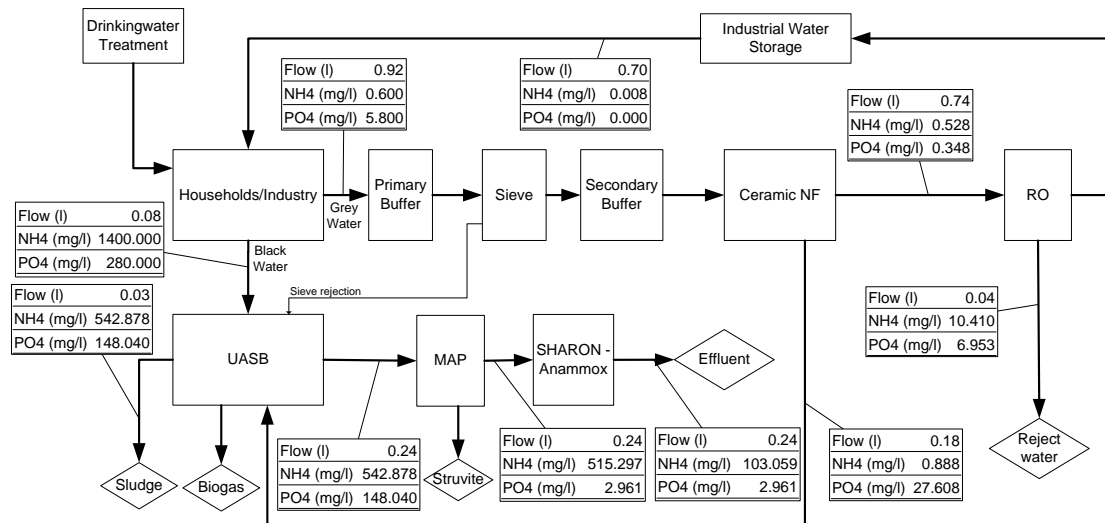 Drinkingwater
Treatment
Industrial Water
Storage
Flow (l) 0.92
NH4 (mg/l) 0.600
PO4 (mg/l) 5.800
Flow (l) 0.70
NH4 (mg/l) 0.008
PO4 (mg/l) 0.000
Flow (l) 0.74
NH4 (mg/l) 0.528
PO4 (mg/l) 0.348
Households/Industry
Grey
Water
Primary
Buffer
Sieve
Secondary
Buffer
Ceramic NF
RO
Flow (l) 0.08
NH4 (mg/l) 1400.000
PO4 (mg/l) 280.000
Black
Water
Sieve rejection
Flow (l) 0.03
NH4 (mg/l) 542.878
PO4 (mg/l) 148.040
Flow (l) 0.04
NH4 (mg/l) 10.410
PO4 (mg/l) 6.953
UASB
MAP
SHARON -
Anammox
Effluent
Sludge
Biogas
Flow (l) 0.24
NH4 (mg/l) 542.878
PO4 (mg/l) 148.040
Struvite
Flow (l) 0.24
NH4 (mg/l) 515.297
PO4 (mg/l) 2.961
Flow (l) 0.24
NH4 (mg/l) 103.059
PO4 (mg/l) 2.961
Flow (l) 0.18
NH4 (mg/l) 0.888
PO4 (mg/l) 27.608
Reject
water